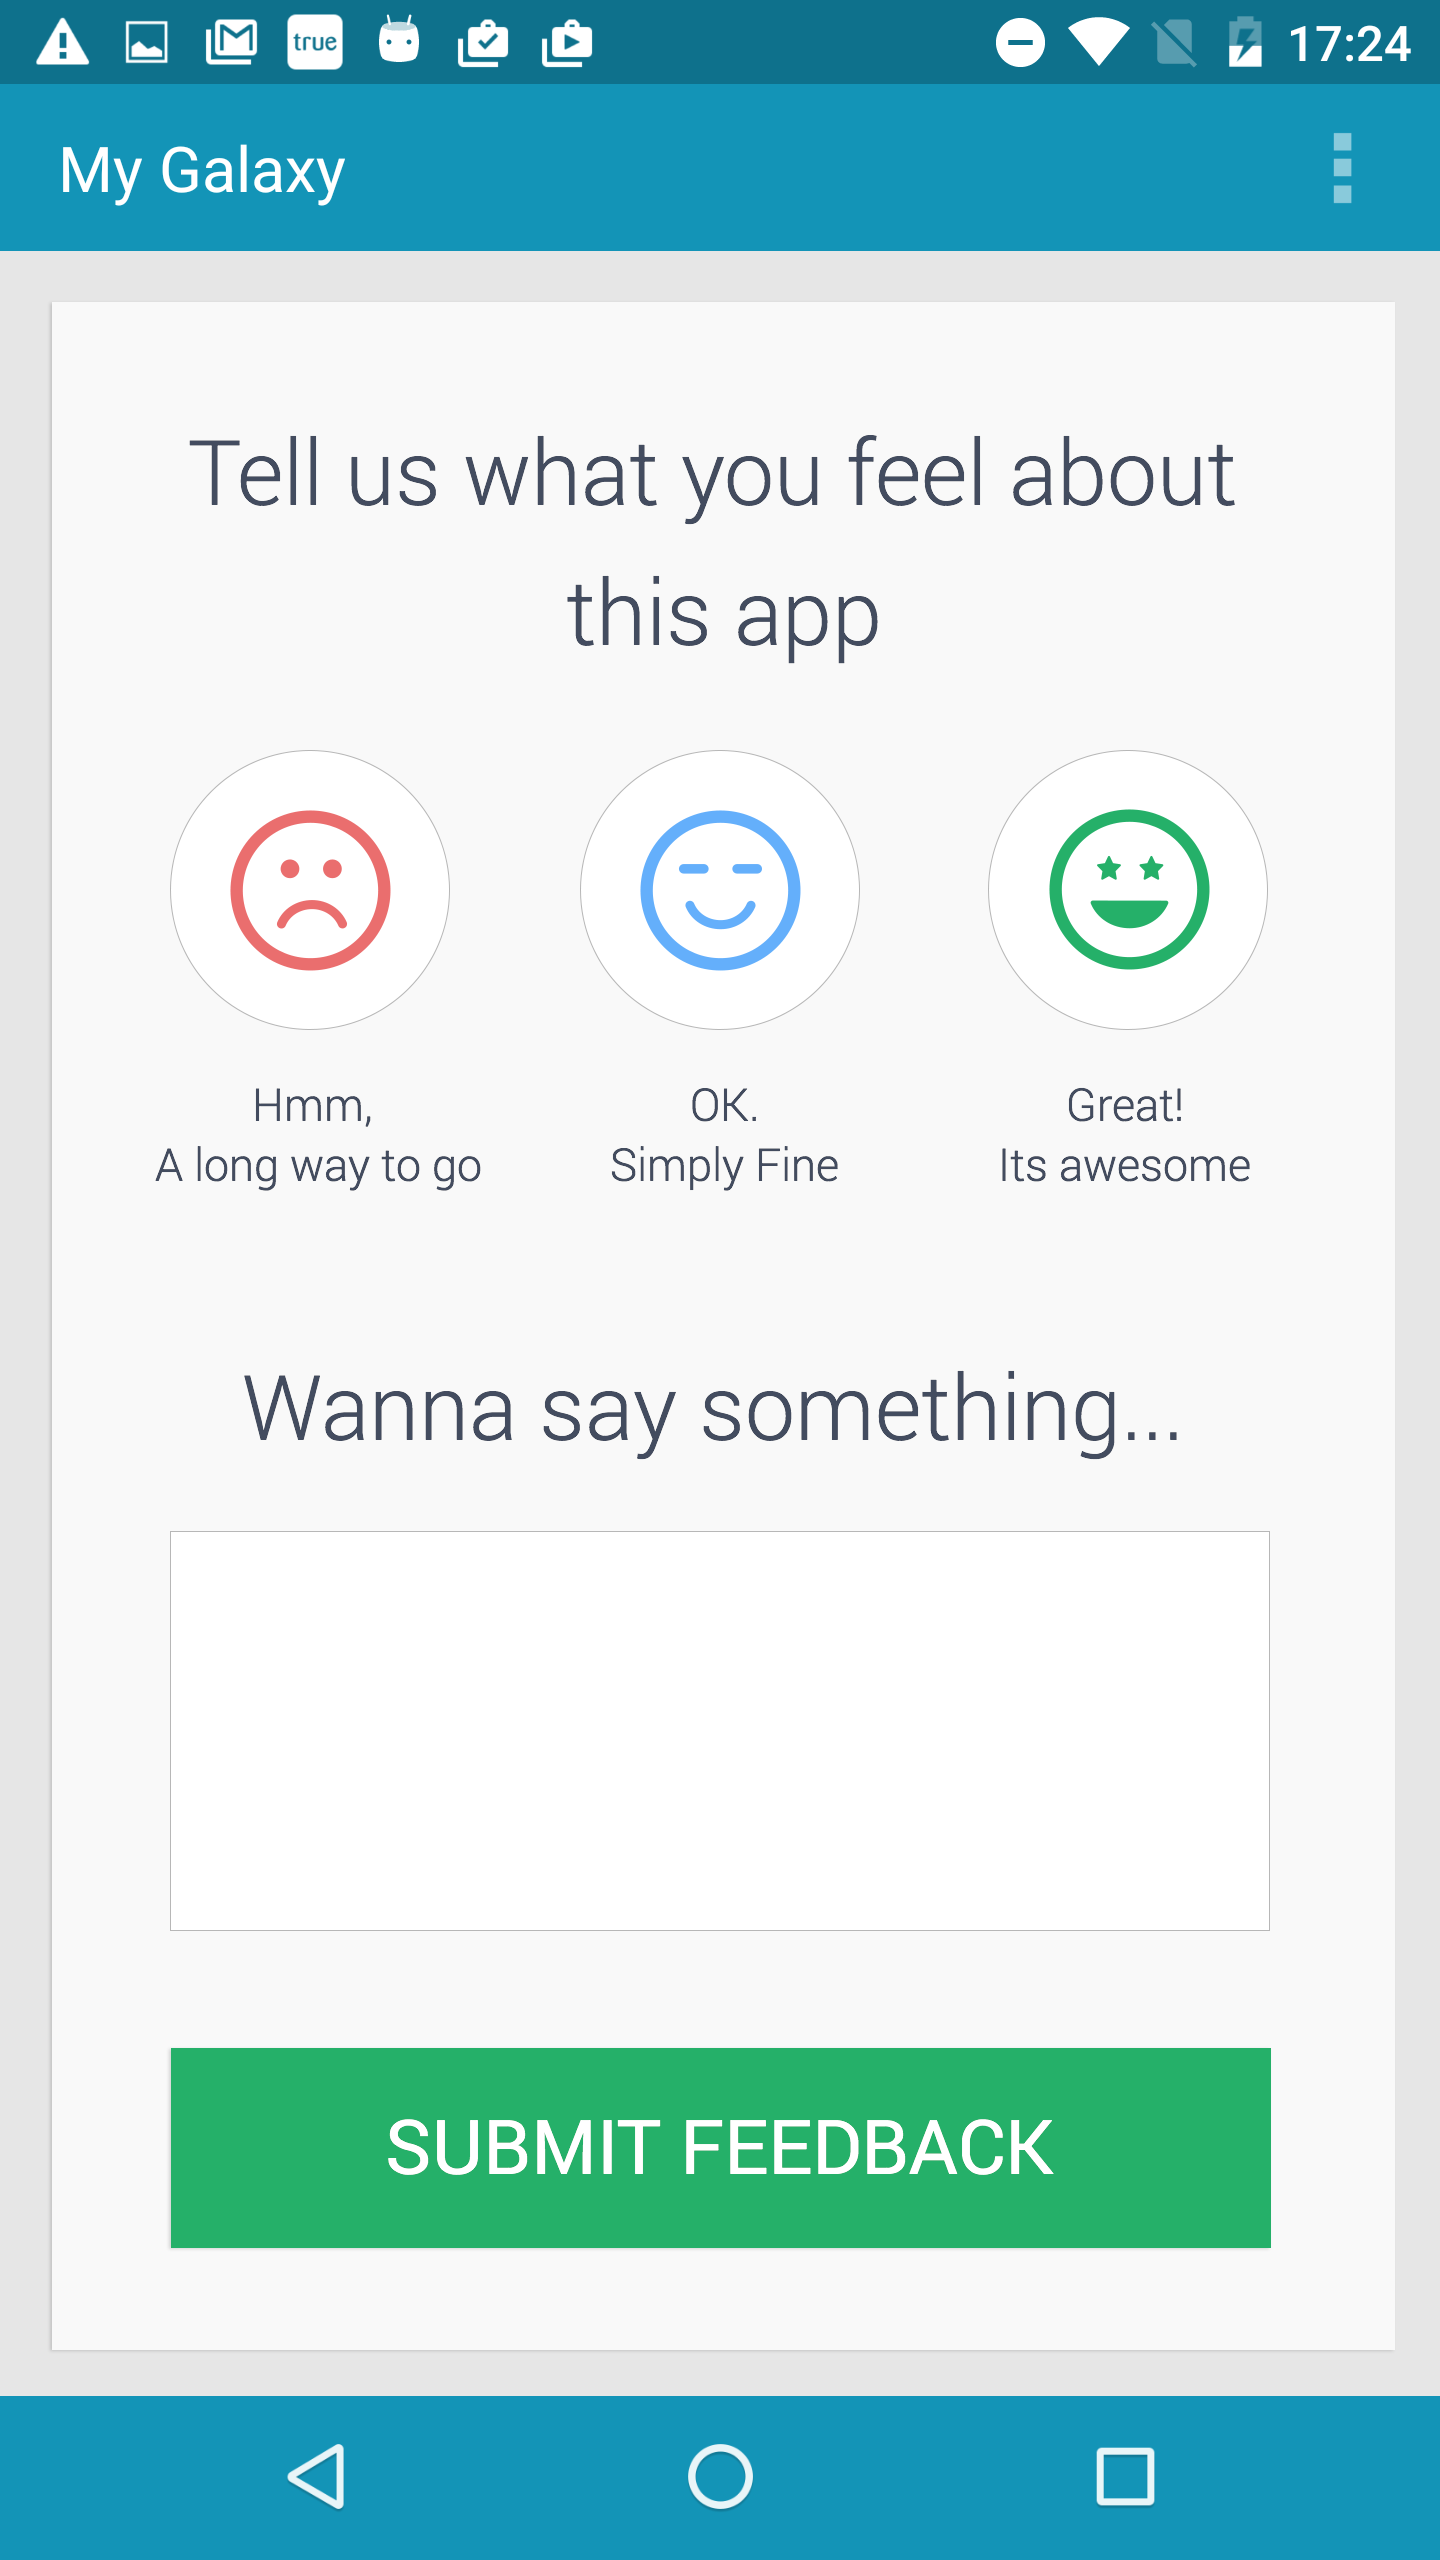 true
17:24
My Galaxy
Tell us what you feel about
this app
Hmm,
A long way to go
OK.
Simply Fine
Great!
Its awesome
Wanna say something...
SUBMIT FEEDBACK